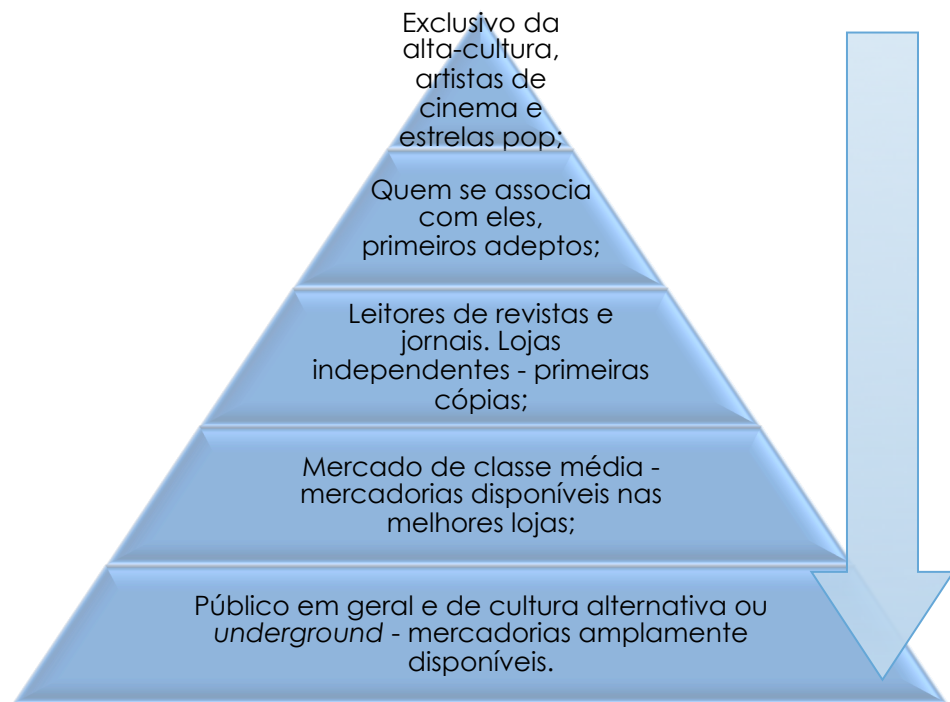 Exclusivo da
alta-cultura,
artistas de
cinema e
estrelas pop;
Quem se associa
com eles,
primeiros adeptos;
Leitores de revistas e
jornais. Lojas
independentes - primeiras
cópias;
Mercado de classe média -
mercadorias disponíveis nas
melhores lojas;
Público em geral e de cultura alternativa ou
underground - mercadorias amplamente
disponíveis.